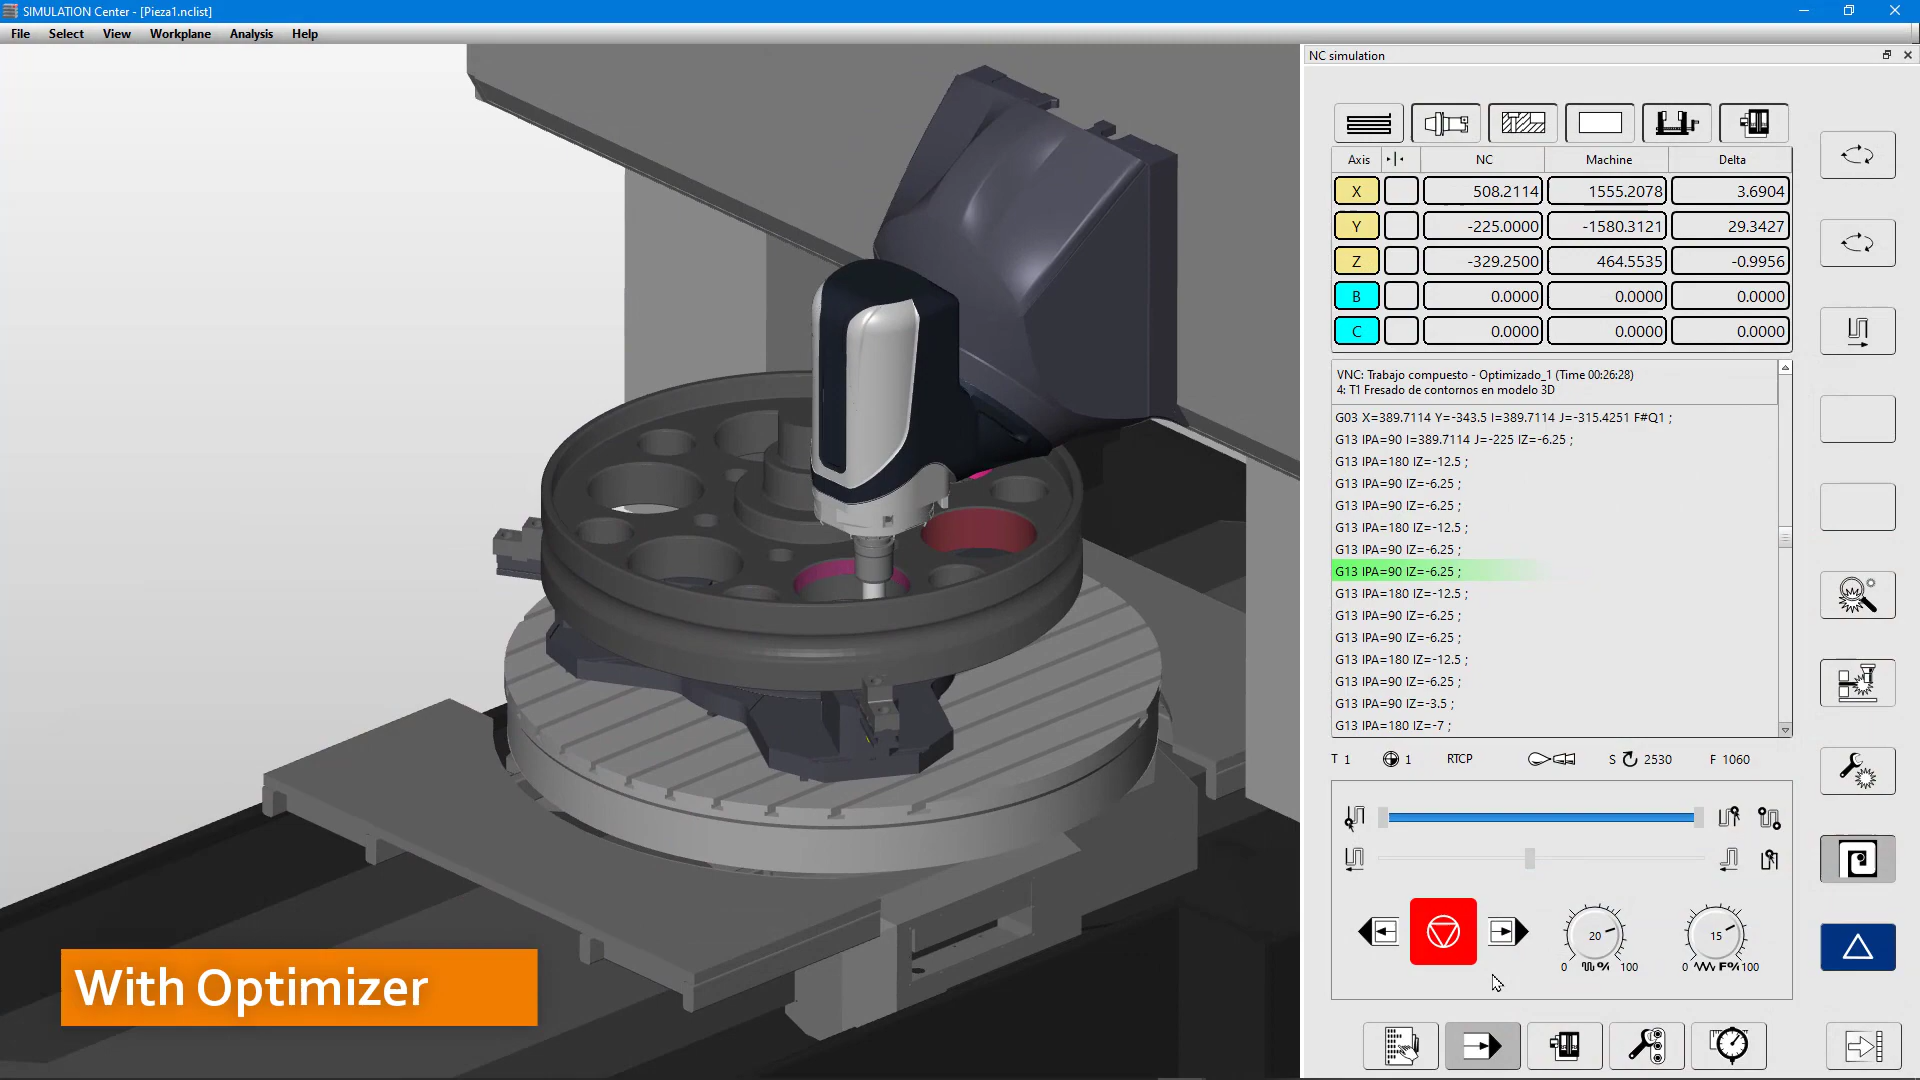 SIMULATION Center - [Pieza1.nclist]
File Select View Workplane Analysis Help
NC simulation
Axis NC Machine Delta
X 508.2114 1555.2078 3.6904
Y -225.0000 -1580.3121 29.3427
Z -329.2500 464.5535 -0.9956
B 0.0000 0.0000 0.0000
C 0.0000 0.0000 0.0000
VNC: Trabajo compuesto - Optimizado_1 (Time 00:26:28)
4: T1 Fresado de contornos en modelo 3D
G03 X=389.7114 Y=-343.5 I=389.7114 J=-315.4251 F#Q1 ;
G13 IPA=90 I=389.7114 J=-225 IZ=-6.25 ;
G13 IPA=180 IZ=-12.5 ;
G13 IPA=90 IZ=-6.25 ;
G13 IPA=90 IZ=-6.25 ;
G13 IPA=180 IZ=-12.5 ;
G13 IPA=90 IZ=-6.25 ;
G13 IPA=90 IZ=-6.25 ;
G13 IPA=180 IZ=-12.5 ;
G13 IPA=90 IZ=-6.25 ;
G13 IPA=90 IZ=-6.25 ;
G13 IPA=180 IZ=-12.5 ;
G13 IPA=90 IZ=-6.25 ;
G13 IPA=90 IZ=-3.5 ;
G13 IPA=180 IZ=-7 ;
T 1 1 RTCP S 2530 F 1060
20 15
0 % 100 0 F% 100
With Optimizer